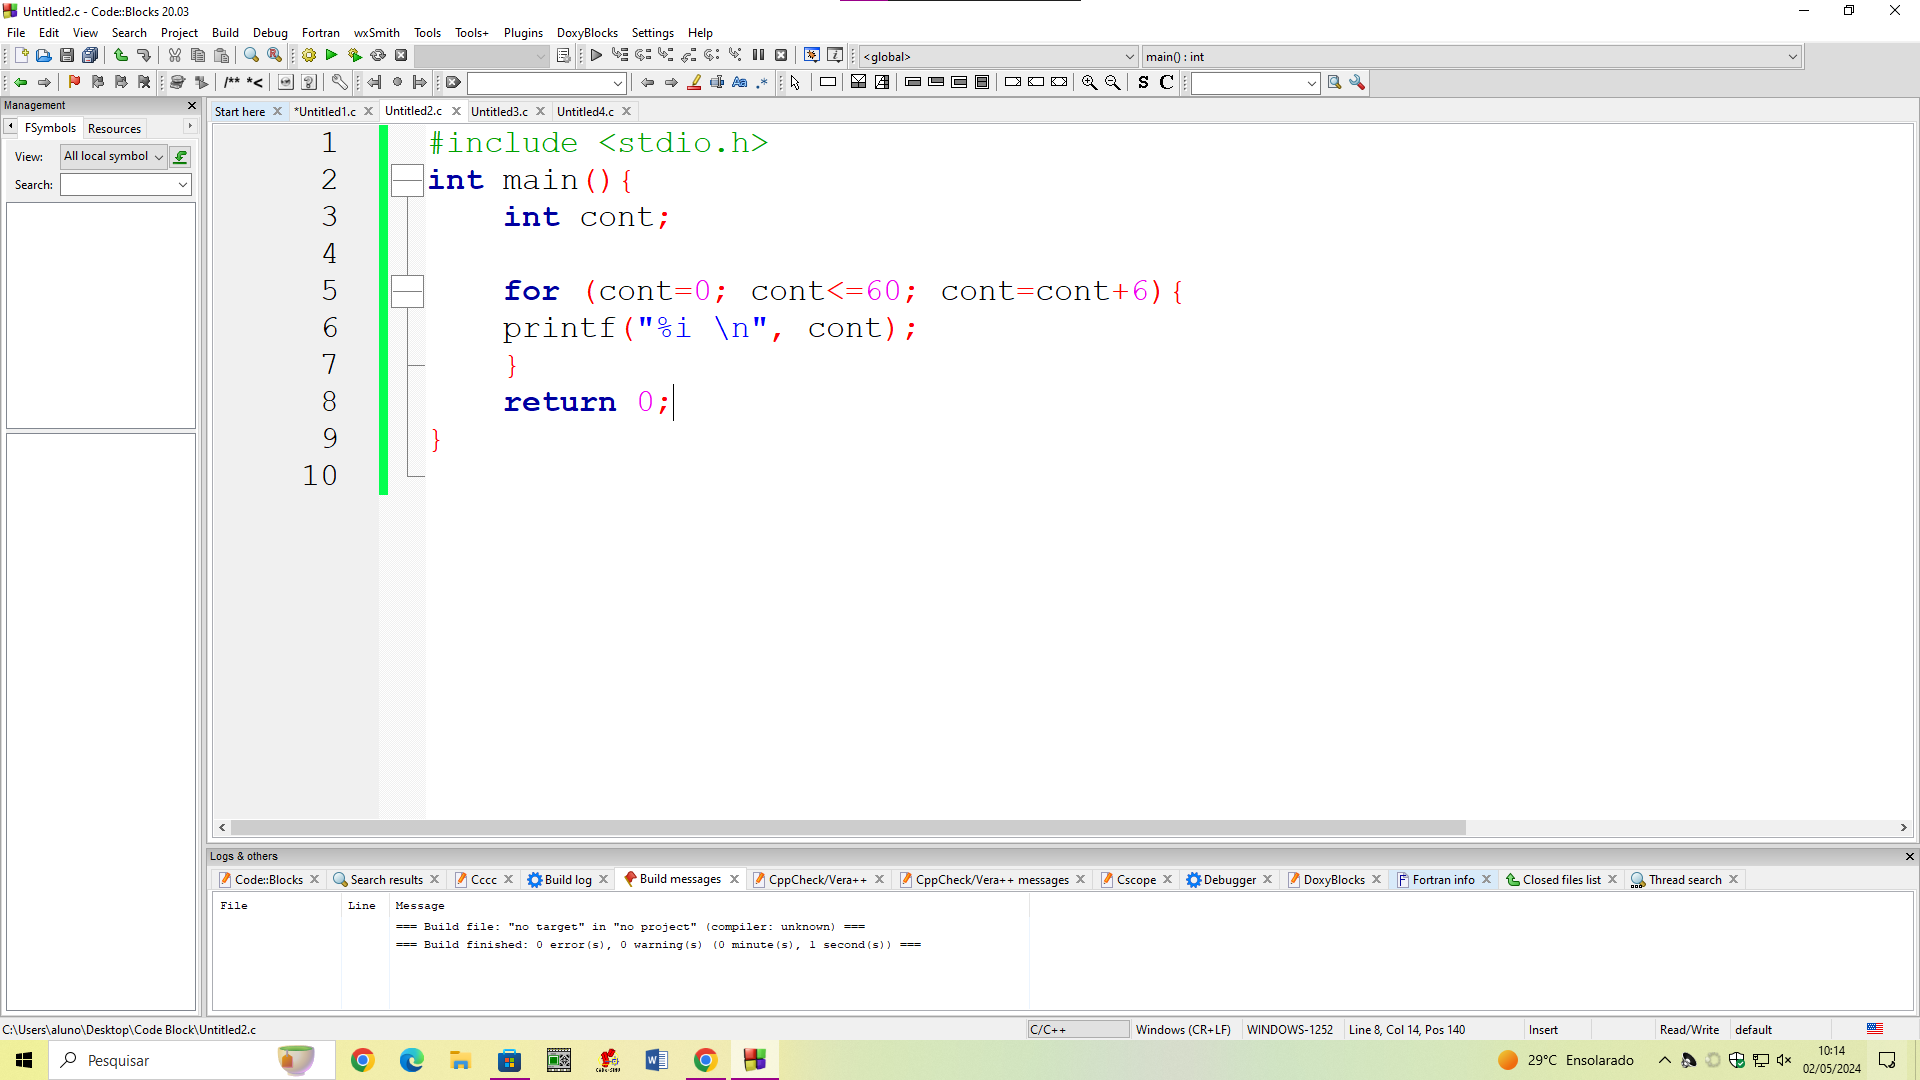 Untitled2.c - Code::Blocks 20.03
File Edit View Search Project Build Debug Fortran wxSmith Tools Tools+ Plugins DoxyBlocks Settings Help
<global> main() : int
/** *< Aa .* S C
Management
FSymbols Resources
View: All local symbol
Search:
Start here *Untitled1.c Untitled2.c Untitled3.c Untitled4.c
1 #include <stdio.h>
2 int main(){
3 int cont;
4
5 for (cont=0; cont<=60; cont=cont+6){
6 printf("%i \n", cont);
7 }
8 return 0;
9 }
10
Logs & others
Code::Blocks Search results Cccc Build log Build messages CppCheck/Vera++ CppCheck/Vera++ messages Cscope Debugger DoxyBlocks Fortran info Closed files list Thread search
File Line Message
=== Build file: "no target" in "no project" (compiler: unknown) ===
=== Build finished: 0 error(s), 0 warning(s) (0 minute(s), 1 second(s)) ===
C:\Users\aluno\Desktop\Code Block\Untitled2.c C/C++ Windows (CR+LF) WINDOWS-1252 Line 8, Col 14, Pos 140 Insert Read/Write default
Pesquisar
29°C Ensolarado
10:14
02/05/2024